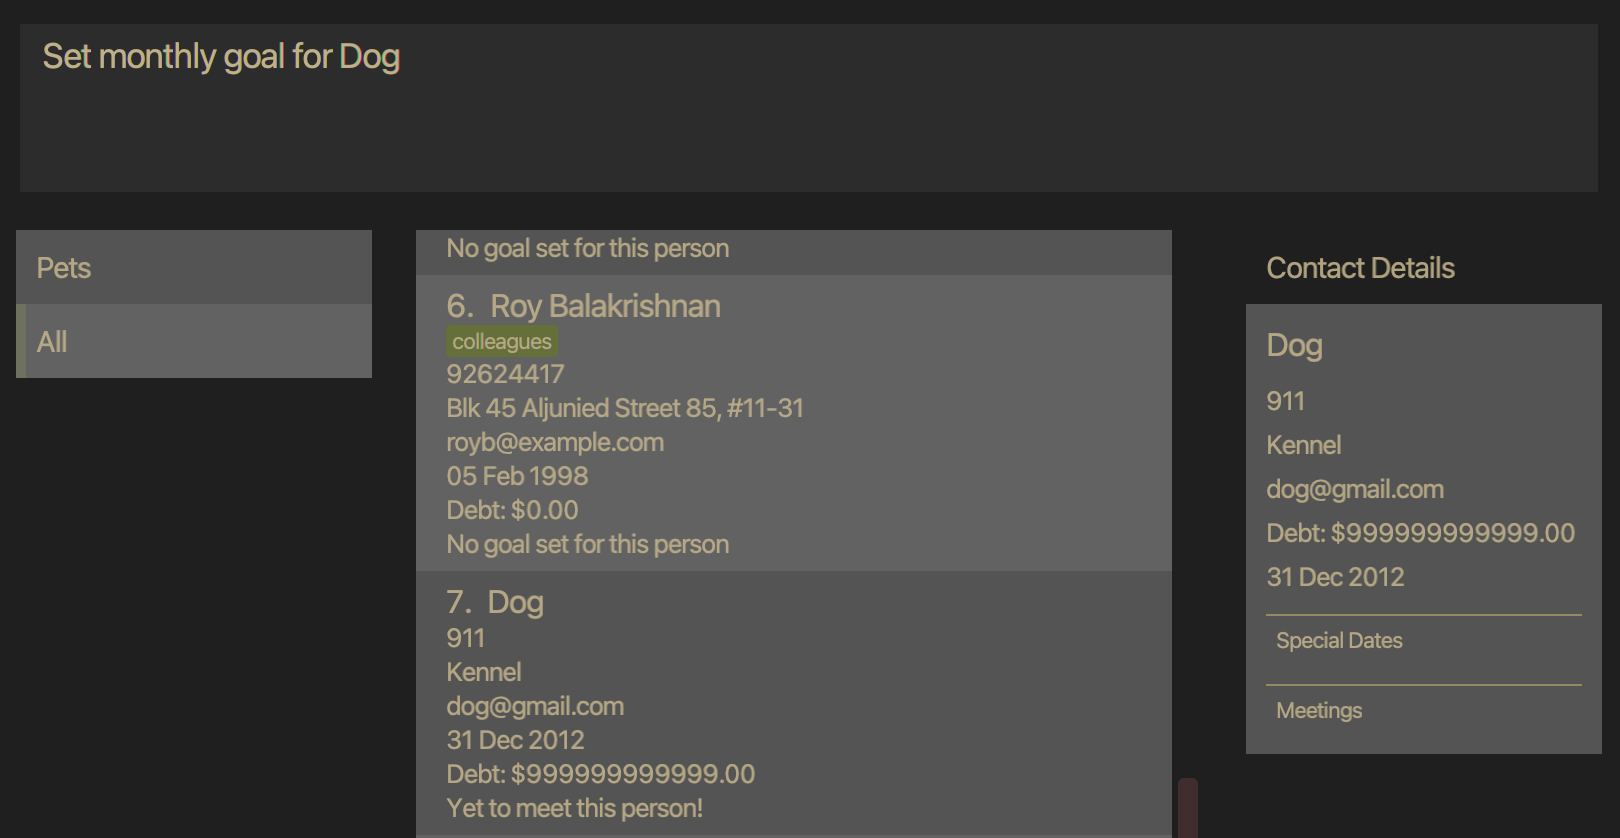 Set monthly goal for Dog
Pets
All
No goal set for this person
6. Roy Balakrishnan
colleagues
92624417
Blk 45 Aljunied Street 85, #11-31
royb@example.com
05 Feb 1998
Debt: $0.00
No goal set for this person
7. Dog
911
Kennel
dog@gmail.com
31 Dec 2012
Debt: $999999999999.00
Yet to meet this person!
Contact Details
Dog
911
Kennel
dog@gmail.com
Debt: $999999999999.00
31 Dec 2012
Special Dates
Meetings